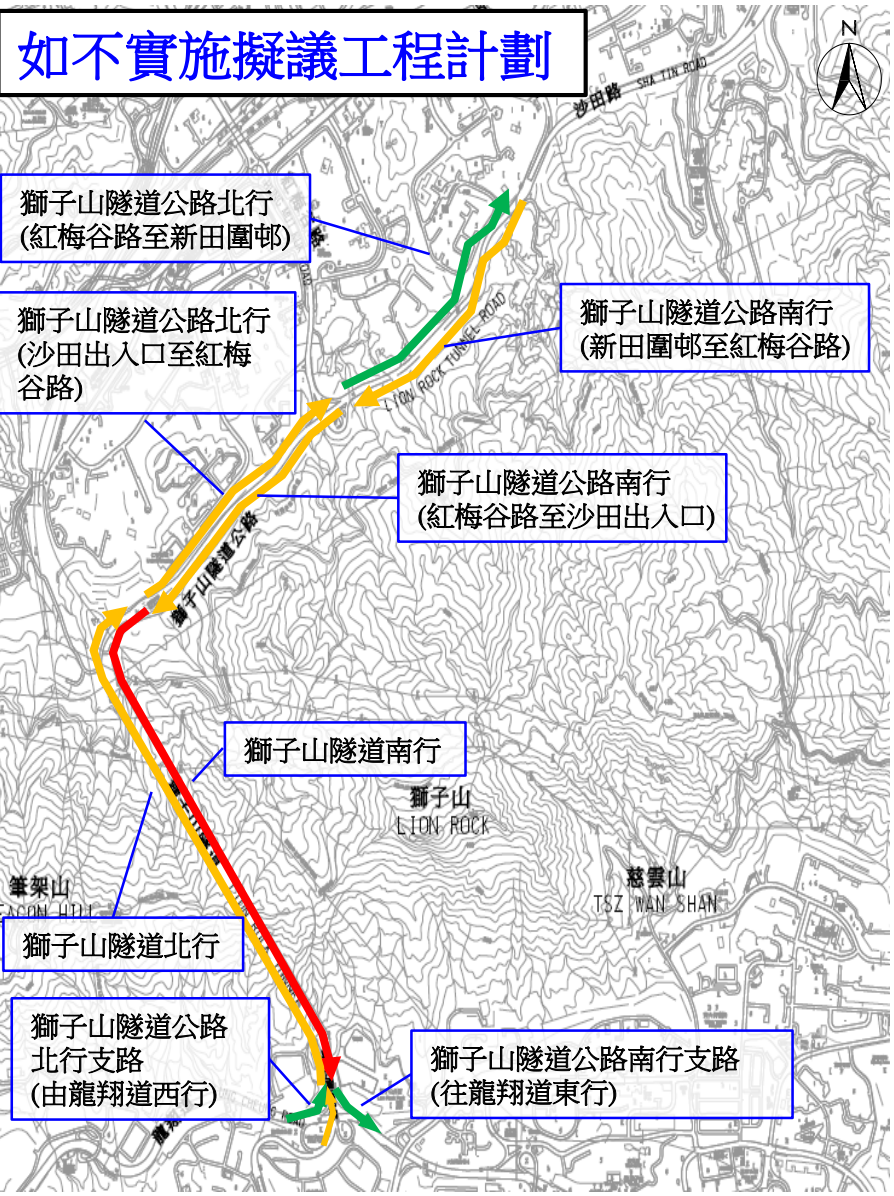 如不實施擬議工程計劃
N
沙田路 SHA TIN ROAD
獅子山隧道公路北行
(紅梅谷路至新田圍邨)
獅子山隧道公路北行
(沙田出入口至紅梅
谷路)
獅子山隧道公路南行
(新田圍邨至紅梅谷路)
LION ROCK TUNNEL ROAD
獅子山隧道公路南行
(紅梅谷路至沙田出入口)
獅子山隧道公路
獅子山隧道南行
獅子山
LION ROCK
筆架山
慈雲山
TSZ WAN SHAN
獅子山隧道北行
獅子山隧道公路
北行支路
(由龍翔道西行)
獅子山隧道公路南行支路
(往龍翔道東行)